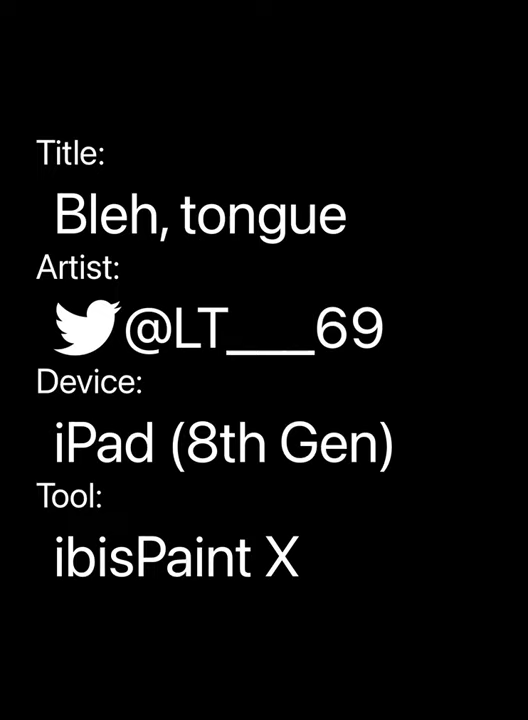 Title:
Bleh, tongue
Artist:
@LT___69
Device:
iPad (8th Gen)
Tool:
ibisPaint X